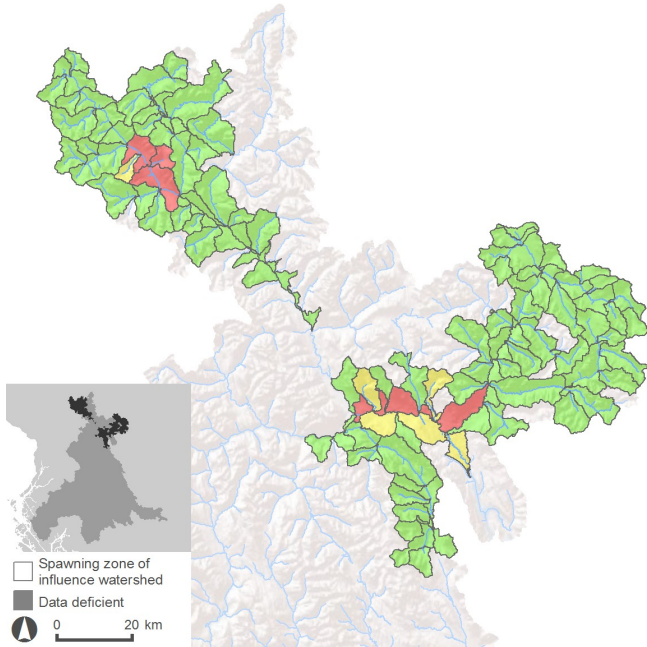 Spawning zone of
influence watershed
Data deficient
0 20 km